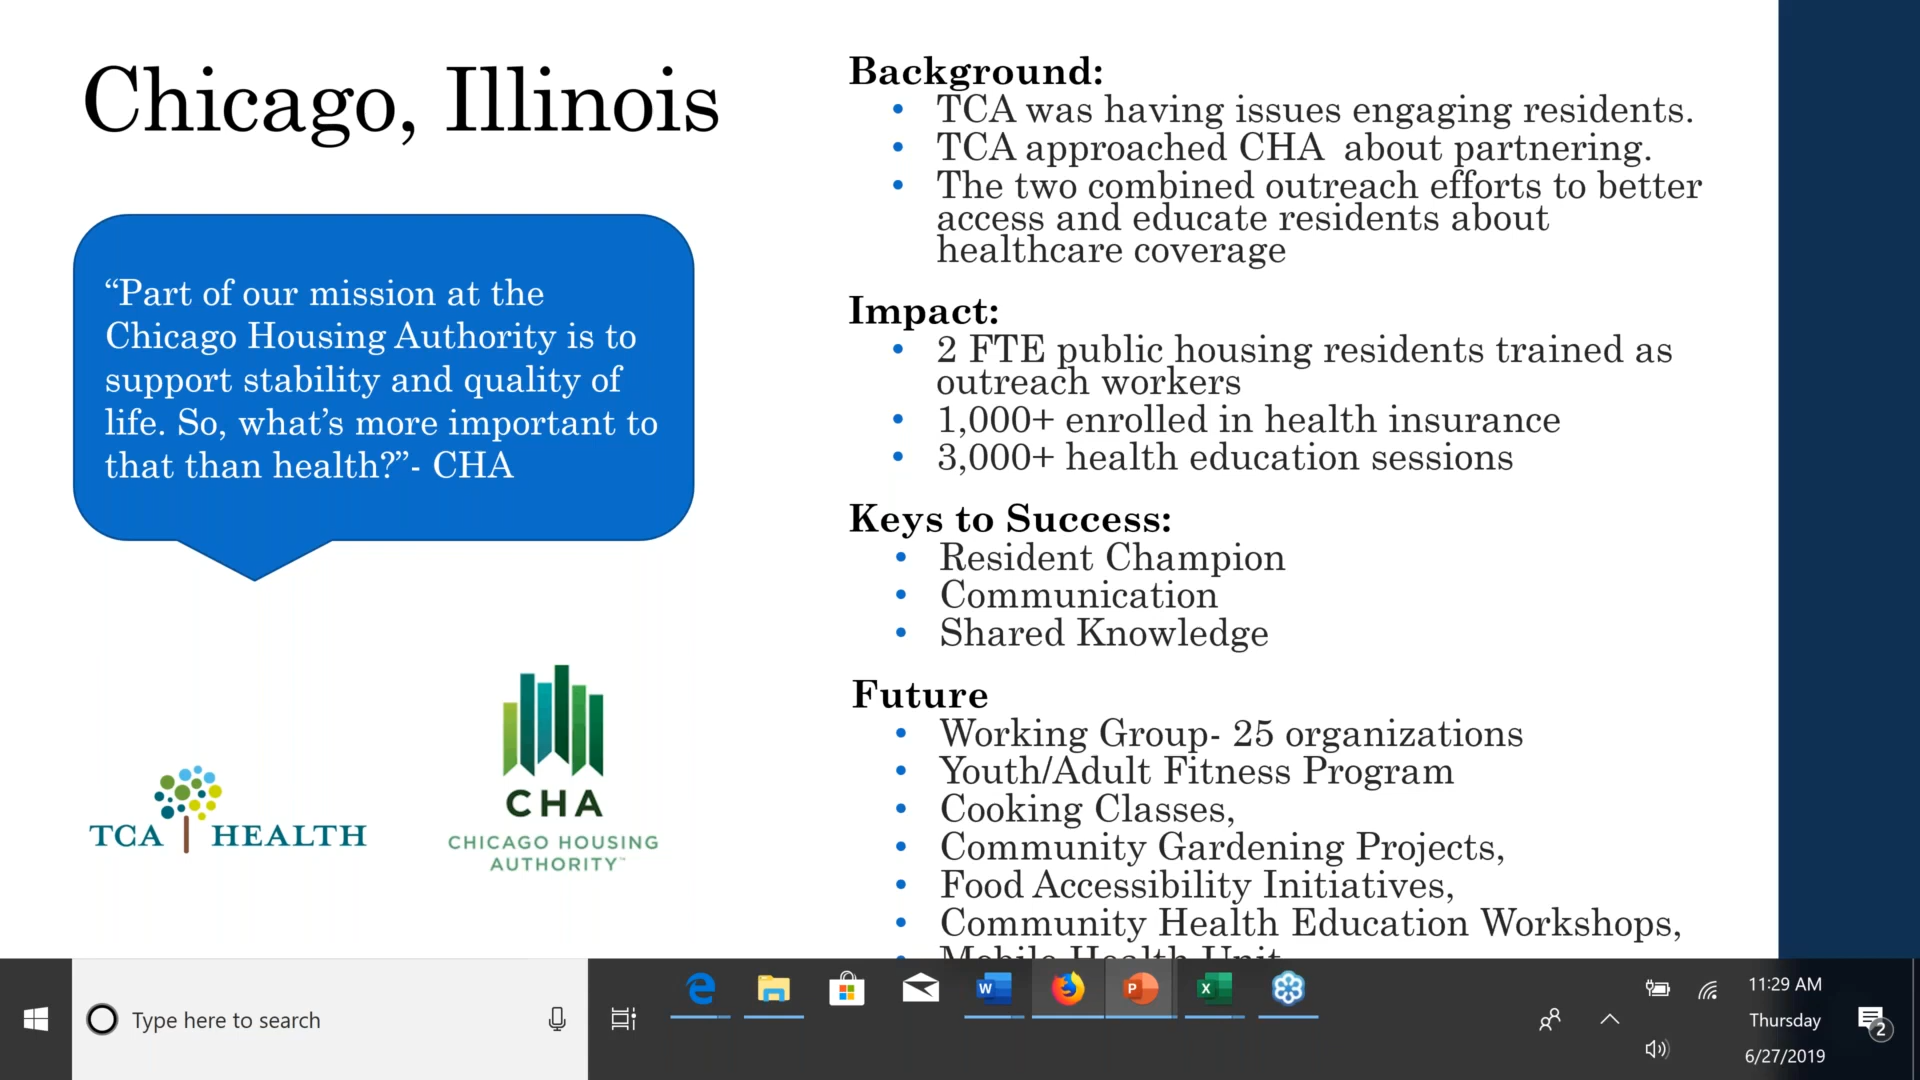 Chicago, Illinois
“Part of our mission at the
Chicago Housing Authority is to
support stability and quality of
life. So, what’s more important to
that than health?”- CHA
TCA HEALTH
CHA
CHICAGO HOUSING
AUTHORITY™
Background:
• TCA was having issues engaging residents.
• TCA approached CHA about partnering.
• The two combined outreach efforts to better
access and educate residents about
healthcare coverage
Impact:
• 2 FTE public housing residents trained as
outreach workers
• 1,000+ enrolled in health insurance
• 3,000+ health education sessions
Keys to Success:
• Resident Champion
• Communication
• Shared Knowledge
Future
• Working Group- 25 organizations
• Youth/Adult Fitness Program
• Cooking Classes,
• Community Gardening Projects,
• Food Accessibility Initiatives,
• Community Health Education Workshops,
• Mobile Health Unit
Type here to search
W
P
X
11:29 AM
Thursday
6/27/2019
2